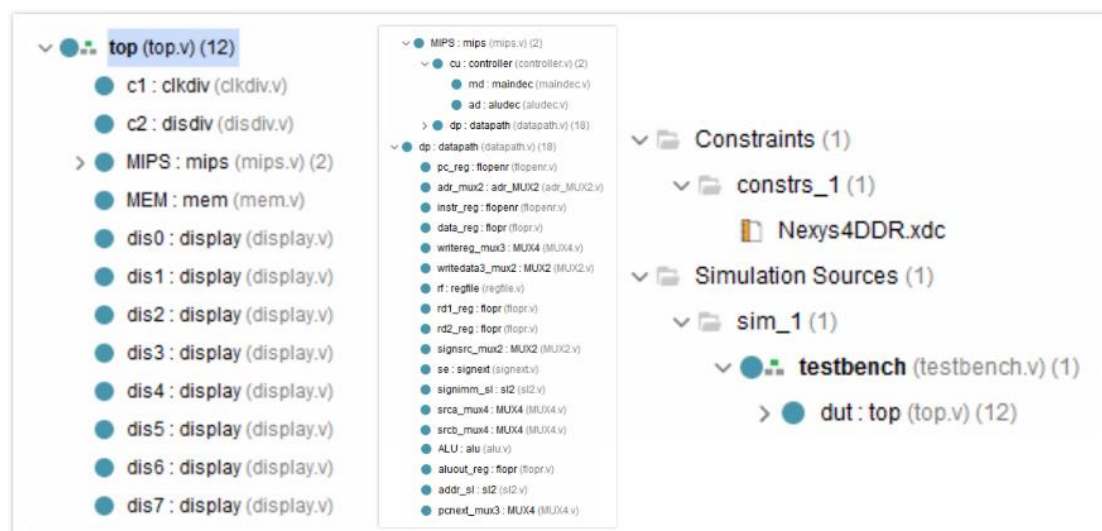 top (top.v) (12)
c1 : clkdiv (clkdiv.v)
c2 : disdiv (disdiv.v)
MIPS : mips (mips.v) (2)
MEM : mem (mem.v)
dis0 : display (display.v)
dis1 : display (display.v)
dis2 : display (display.v)
dis3 : display (display.v)
dis4 : display (display.v)
dis5 : display (display.v)
dis6 : display (display.v)
dis7 : display (display.v)
MIPS : mips (mips.v) (2)
cu : controller (controller.v) (2)
md : maindec (maindec.v)
ad : aludec (aludec.v)
dp : datapath (datapath.v) (18)
dp : datapath (datapath.v) (18)
pc_reg : flopenr (flopenr.v)
adr_mux2 : adr_MUX2 (adr_MUX2.v)
instr_reg : flopenr (flopenr.v)
data_reg : flopr (flopr.v)
writereg_mux3 : MUX4 (MUX4.v)
writedata3_mux2 : MUX2 (MUX2.v)
rf : regfile (regfile.v)
rd1_reg : flopr (flopr.v)
rd2_reg : flopr (flopr.v)
signsrc_mux2 : MUX2 (MUX2.v)
se : signext (signext.v)
signimm_sl : sl2 (sl2.v)
srca_mux4 : MUX4 (MUX4.v)
srcb_mux4 : MUX4 (MUX4.v)
ALU : alu (alu.v)
aluout_reg : flopr (flopr.v)
addr_sl : sl2 (sl2.v)
pcnext_mux3 : MUX4 (MUX4.v)
Constraints (1)
constrs_1 (1)
Nexys4DDR.xdc
Simulation Sources (1)
sim_1 (1)
testbench (testbench.v) (1)
dut : top (top.v) (12)